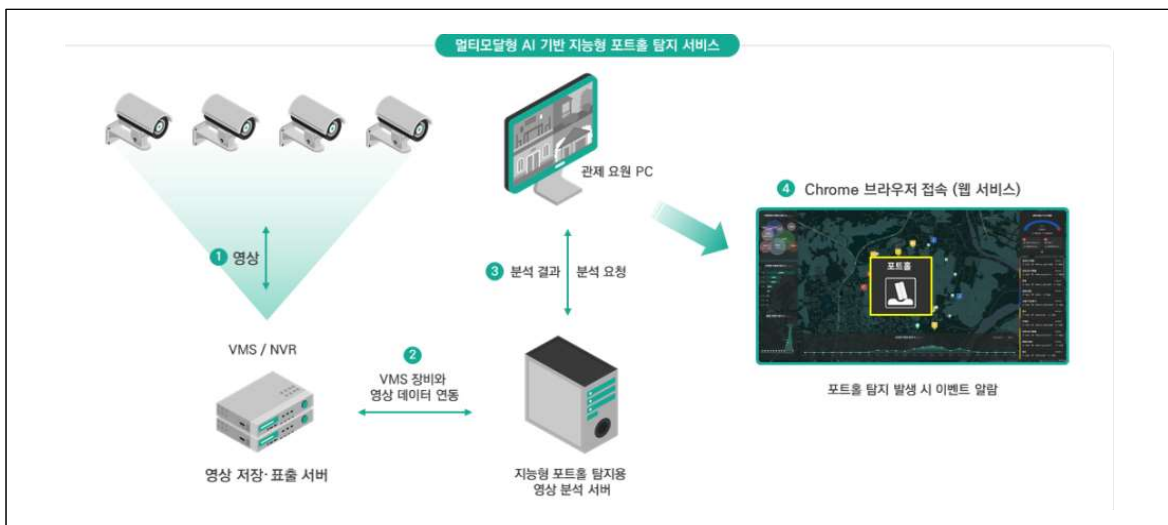 멀티모달형 AI 기반 지능형 포트홀 탐지 서비스
관제 요원 PC
4 Chrome 브라우저 접속 (웹 서비스)
1 영상
3 분석 결과 분석 요청
포트홀
VMS / NVR
2
VMS 장비와
영상 데이터 연동
포트홀 탐지 발생 시 이벤트 알람
영상 저장·표출 서버
지능형 포트홀 탐지용
영상 분석 서버